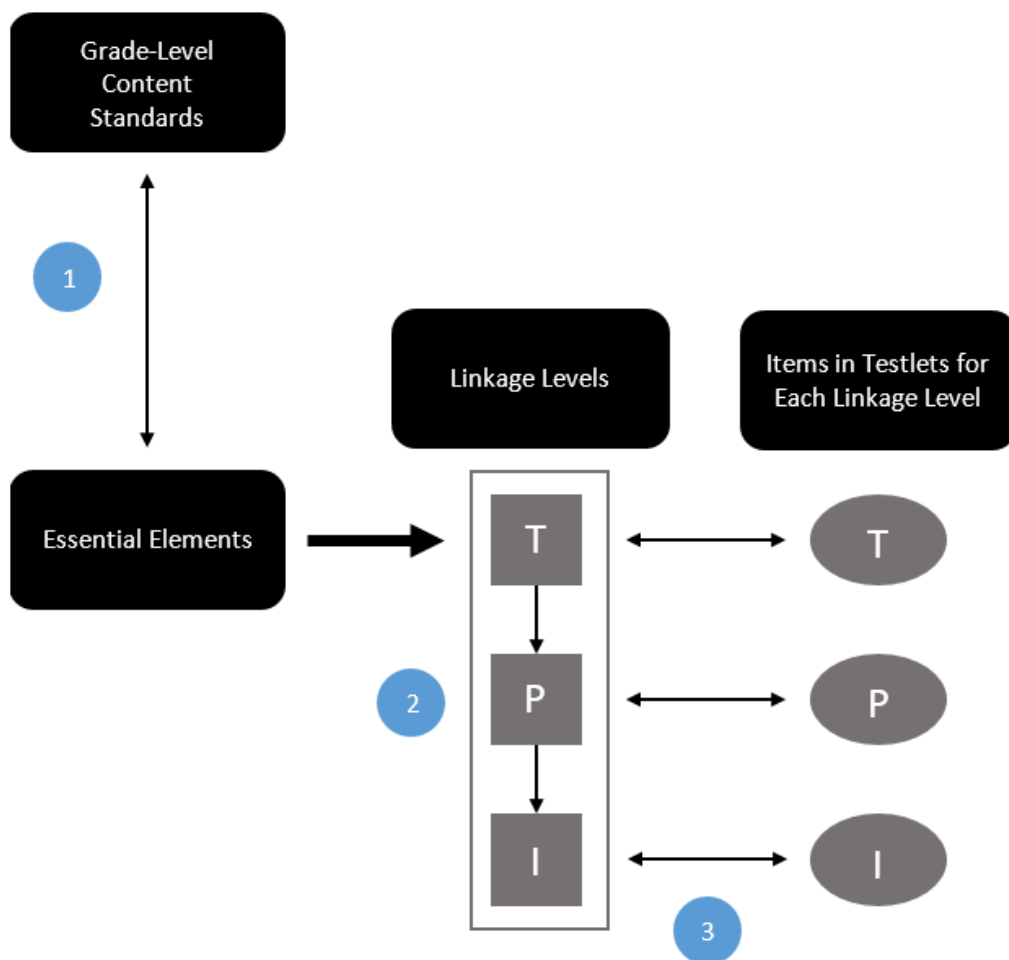 Grade-Level
Content
Standards
1
Linkage Levels
Items in Testlets for
Each Linkage Level
Essential Elements
T
T
2
P
P
I
I
3